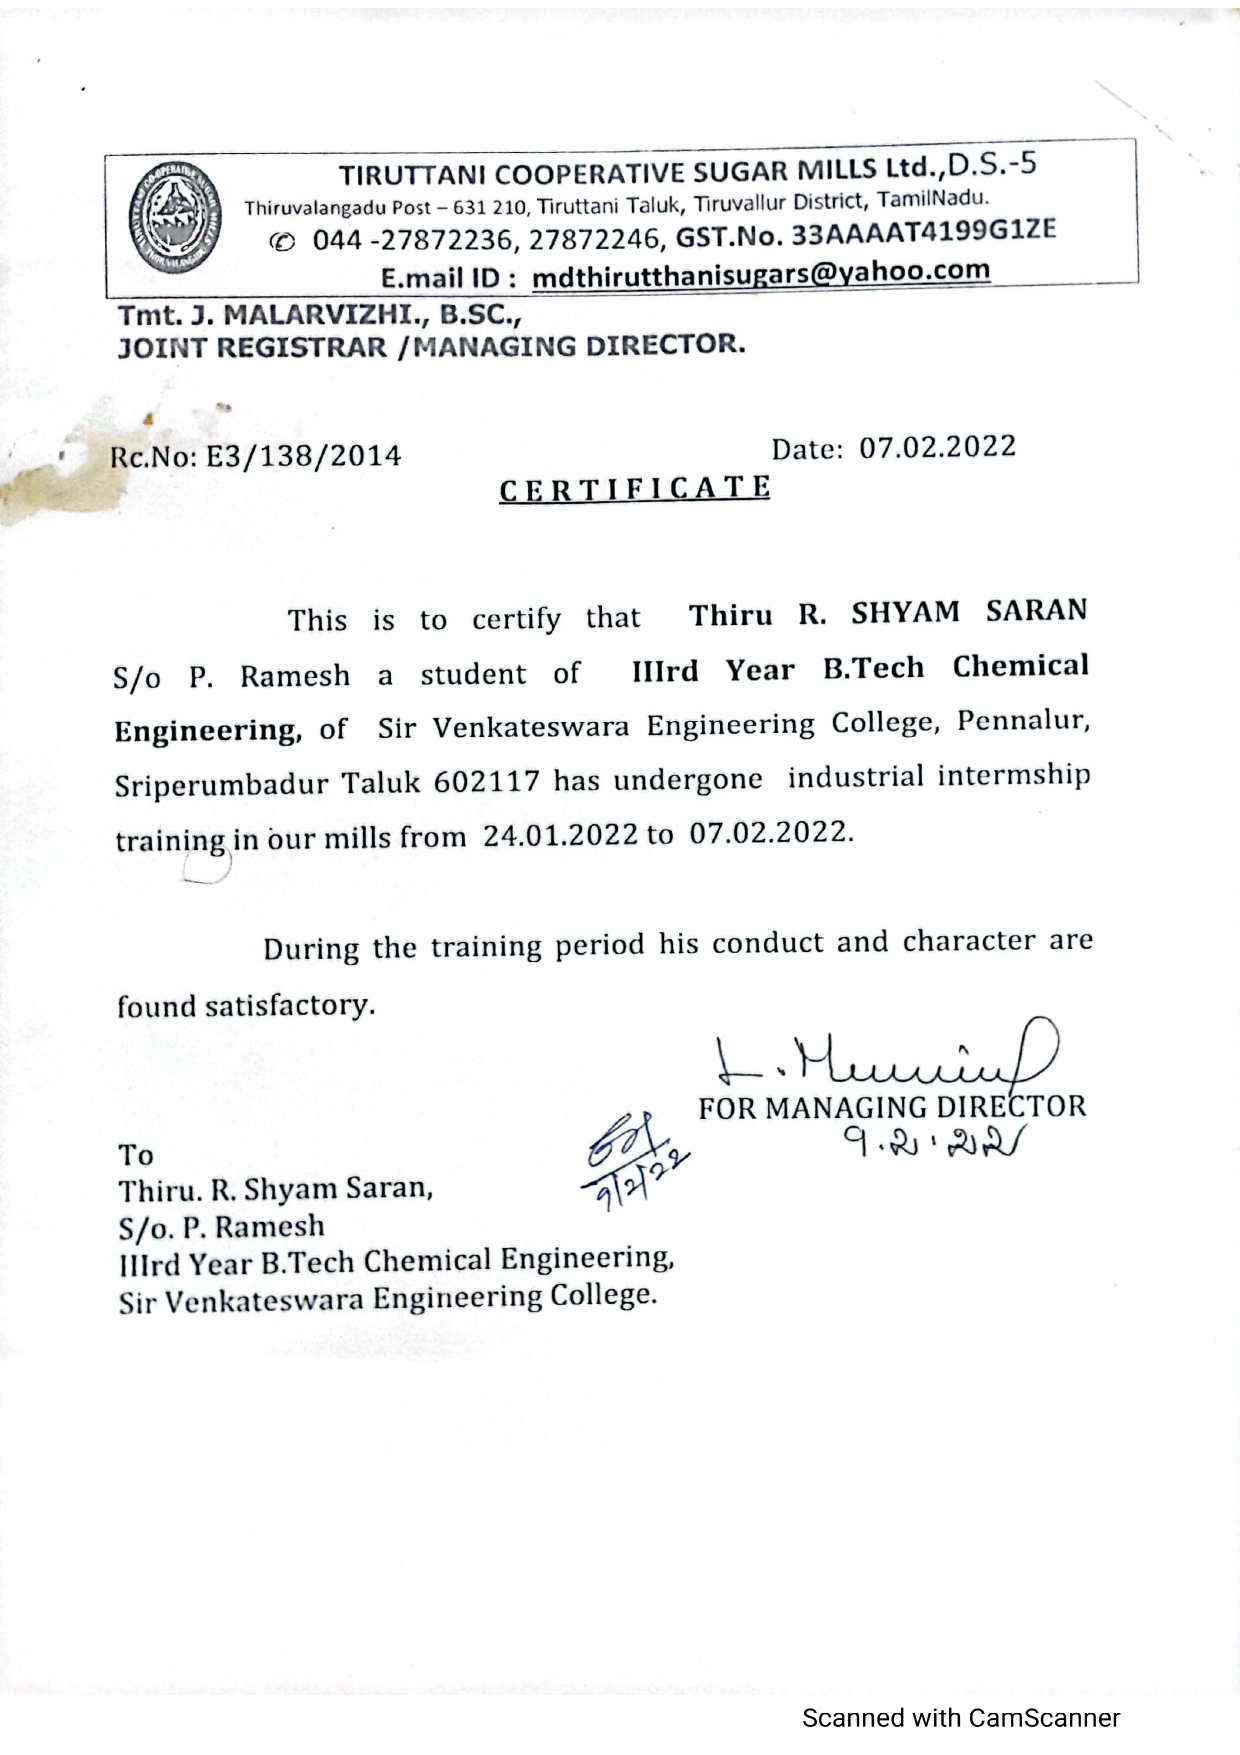 TIRUTTANI COOPERATIVE SUGAR MILLS Ltd.,D.S.-5
Thiruvalangadu Post – 631 210, Tiruttani Taluk, Tiruvallur District, TamilNadu.
✆ 044 -27872236, 27872246, GST.No. 33AAAAT4199G1ZE
E.mail ID : mdthirutthanisugars@yahoo.com
Tmt. J. MALARVIZHI., B.SC.,
JOINT REGISTRAR /MANAGING DIRECTOR.
Rc.No: E3/138/2014 Date: 07.02.2022
CERTIFICATE
This is to certify that Thiru R. SHYAM SARAN
S/o P. Ramesh a student of IIIrd Year B.Tech Chemical
Engineering, of Sir Venkateswara Engineering College, Pennalur,
Sriperumbadur Taluk 602117 has undergone industrial intermship
training in our mills from 24.01.2022 to 07.02.2022.
During the training period his conduct and character are
found satisfactory.
FOR MANAGING DIRECTOR
9.2.22
9/2/22
To
Thiru. R. Shyam Saran,
S/o. P. Ramesh
IIIrd Year B.Tech Chemical Engineering,
Sir Venkateswara Engineering College.
Scanned with CamScanner